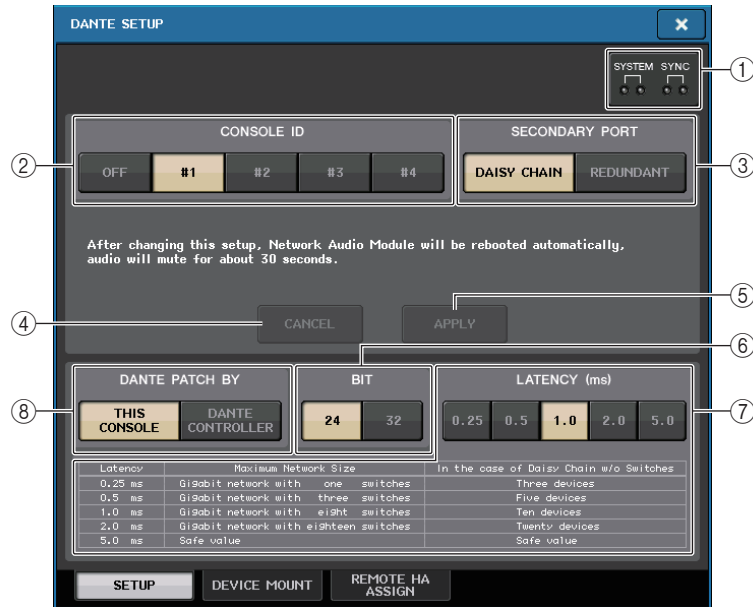 DANTE SETUP
SYSTEM SYNC
①
CONSOLE ID
SECONDARY PORT
②
OFF #1 #2 #3 #4
DAISY CHAIN REDUNDANT
③
After changing this setup, Network Audio Module will be rebooted automatically,
audio will mute for about 30 seconds.
④
CANCEL
APPLY
⑤
⑥
DANTE PATCH BY
BIT
LATENCY (ms)
⑧
THIS CONSOLE
DANTE CONTROLLER
24 32
0.25 0.5 1.0 2.0 5.0
⑦
Latency Maximum Network Size In the case of Daisy Chain w/o Switches
0.25 ms Gigabit network with one switches Three devices
0.5 ms Gigabit network with three switches Five devices
1.0 ms Gigabit network with eight switches Ten devices
2.0 ms Gigabit network with eighteen switches Twenty devices
5.0 ms Safe value Safe value
SETUP
DEVICE MOUNT
REMOTE HA ASSIGN